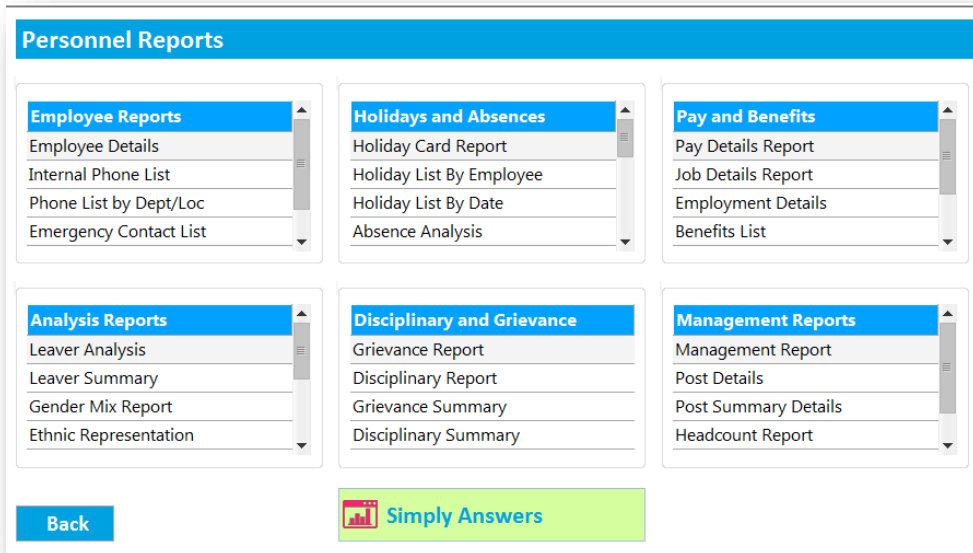 Personnel Reports
Employee Reports
Employee Details
Internal Phone List
Phone List by Dept/Loc
Emergency Contact List
Holidays and Absences
Holiday Card Report
Holiday List By Employee
Holiday List By Date
Absence Analysis
Pay and Benefits
Pay Details Report
Job Details Report
Employment Details
Benefits List
Analysis Reports
Leaver Analysis
Leaver Summary
Gender Mix Report
Ethnic Representation
Disciplinary and Grievance
Grievance Report
Disciplinary Report
Grievance Summary
Disciplinary Summary
Management Reports
Management Report
Post Details
Post Summary Details
Headcount Report
Back
Simply Answers